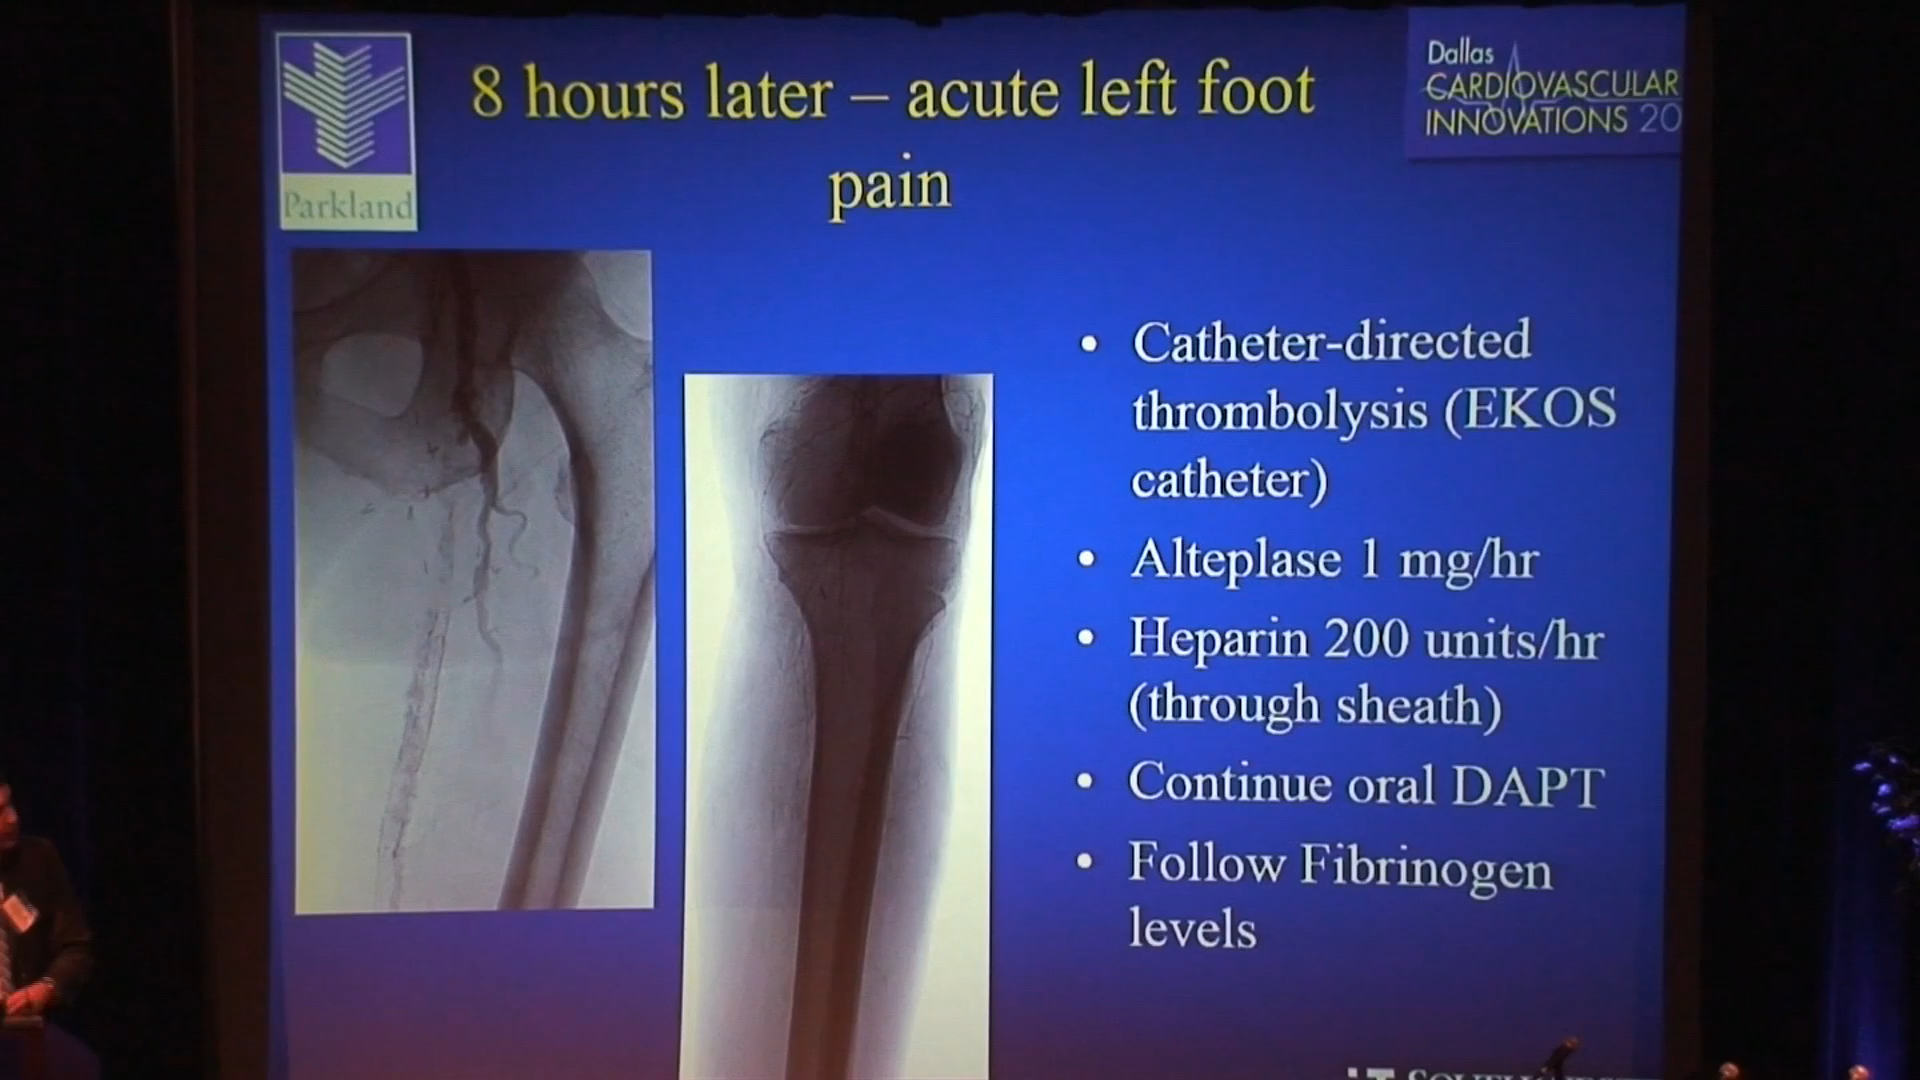 8 hours later – acute left foot
pain
Parkland
Dallas
CARDIOVASCULAR
INNOVATIONS 20
• Catheter-directed
thrombolysis (EKOS
catheter)
• Alteplase 1 mg/hr
• Heparin 200 units/hr
(through sheath)
• Continue oral DAPT
• Follow Fibrinogen
levels